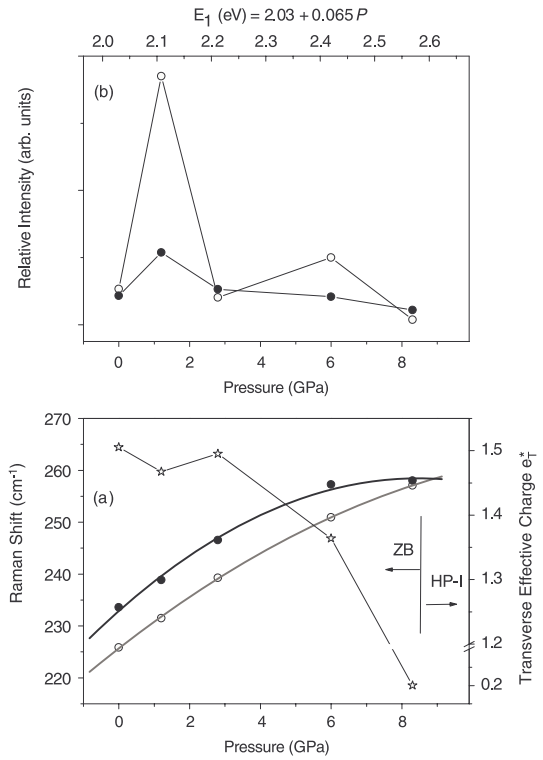 E1 (eV) = 2.03 + 0.065 P
2.0 2.1 2.2 2.3 2.4 2.5 2.6
(b)
Relative Intensity (arb. units)
0 2 4 6 8
Pressure (GPa)
270
260
250
240
230
220
Raman Shift (cm-1)
(a)
ZB
HP-I
1.5
1.4
1.3
1.2
0.2
Transverse Effective Charge e*T
0 2 4 6 8
Pressure (GPa)